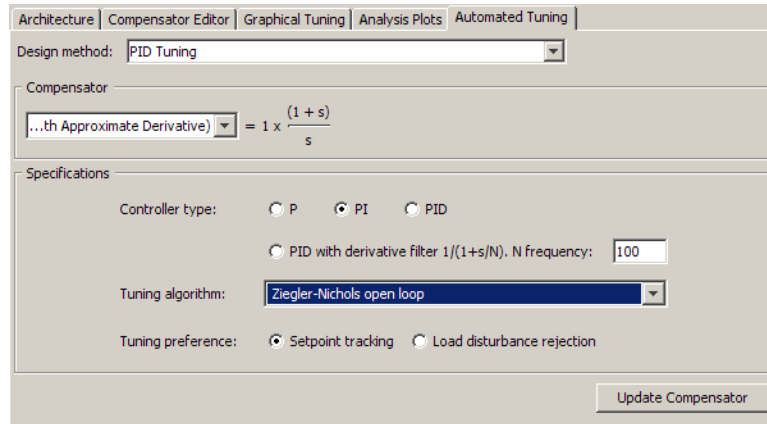 Architecture Compensator Editor Graphical Tuning Analysis Plots Automated Tuning
Design method: PID Tuning
Compensator
...th Approximate Derivative) = 1 x (1 + s)
s
Specifications
Controller type: P PI PID
PID with derivative filter 1/(1+s/N). N frequency: 100
Tuning algorithm: Ziegler-Nichols open loop
Tuning preference: Setpoint tracking Load disturbance rejection
Update Compensator